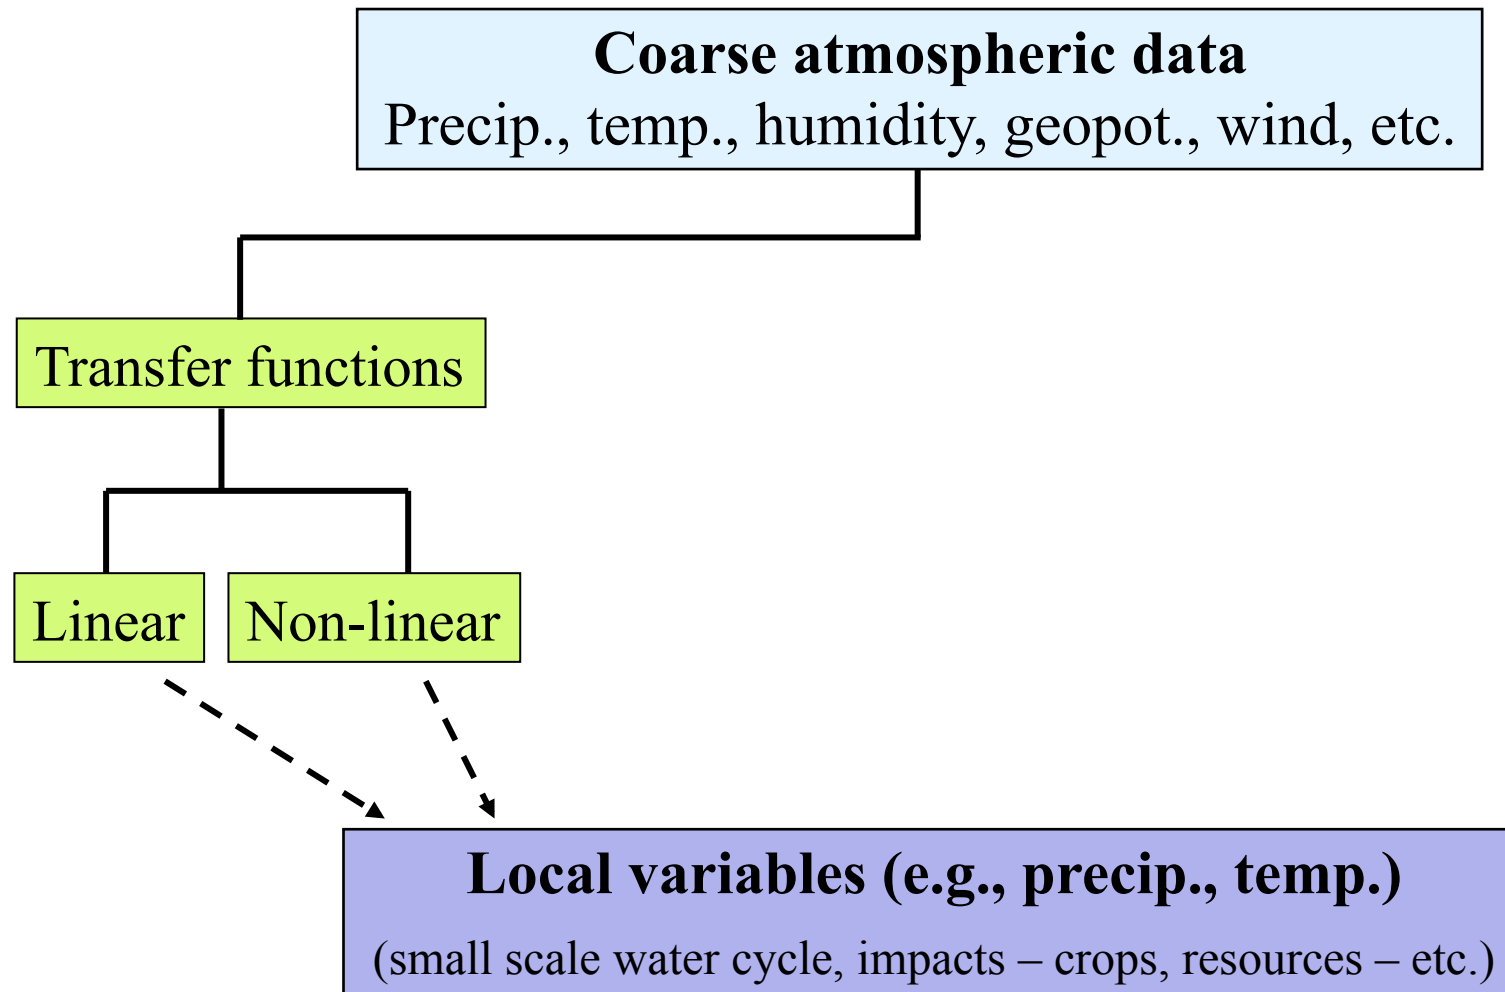 Coarse atmospheric data
Precip., temp., humidity, geopot., wind, etc.
Transfer functions
Linear
Non-linear
Local variables (e.g., precip., temp.)
(small scale water cycle, impacts – crops, resources – etc.)